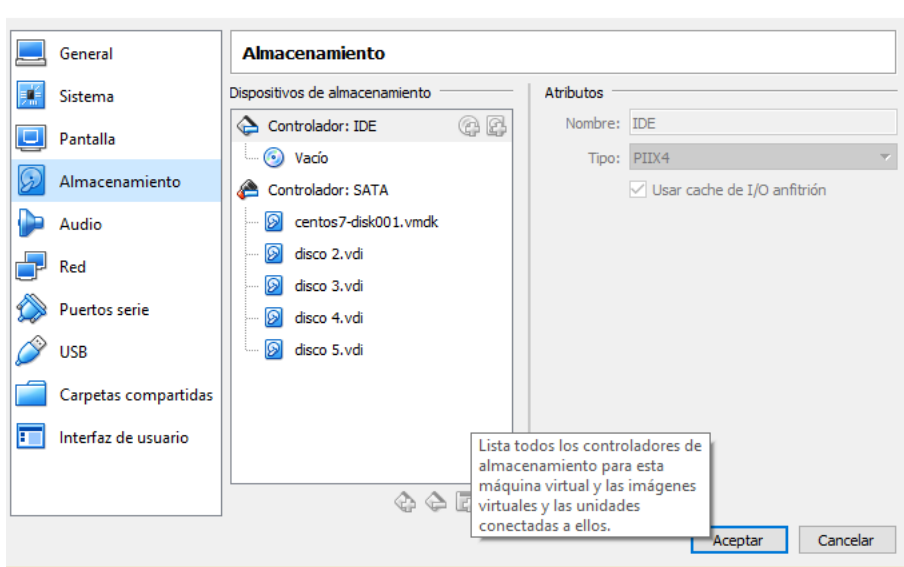 General
Sistema
Pantalla
Almacenamiento
Audio
Red
Puertos serie
USB
Carpetas compartidas
Interfaz de usuario
Almacenamiento
Dispositivos de almacenamiento
Controlador: IDE
Vacío
Controlador: SATA
centos7-disk001.vmdk
disco 2.vdi
disco 3.vdi
disco 4.vdi
disco 5.vdi
Atributos
Nombre: IDE
Tipo: PIIX4
Usar cache de I/O anfitrión
Lista todos los controladores de
almacenamiento para esta
máquina virtual y las imágenes
virtuales y las unidades
conectadas a ellos.
Aceptar
Cancelar